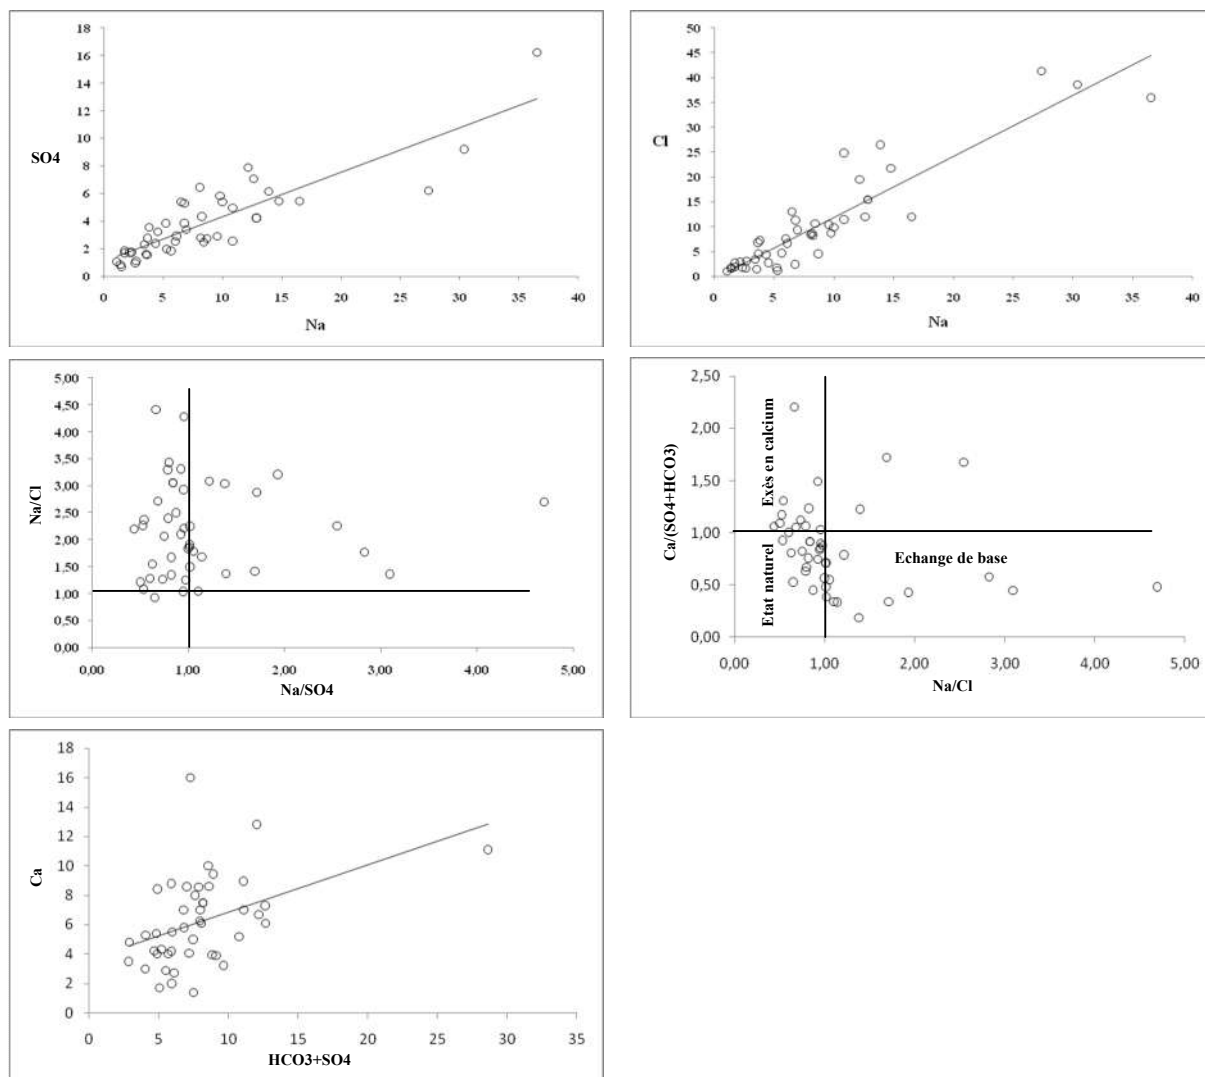 18
16
14
12
10
8
6
4
2
0
SO4
0 5 10 15 20 25 30 35 40
Na
50
45
40
35
30
25
20
15
10
5
0
Cl
0 5 10 15 20 25 30 35 40
Na
5,00
4,50
4,00
3,50
3,00
2,50
2,00
1,50
1,00
0,50
0,00
Na/Cl
0,00 1,00 2,00 3,00 4,00 5,00
Na/SO4
2,50
2,00
1,50
1,00
0,50
0,00
Ca/(SO4+HCO3)
Exès en calcium
Etat naturel
Echange de base
0,00 1,00 2,00 3,00 4,00 5,00
Na/Cl
18
16
14
12
10
8
6
4
2
0
Ca
0 5 10 15 20 25 30 35
HCO3+SO4